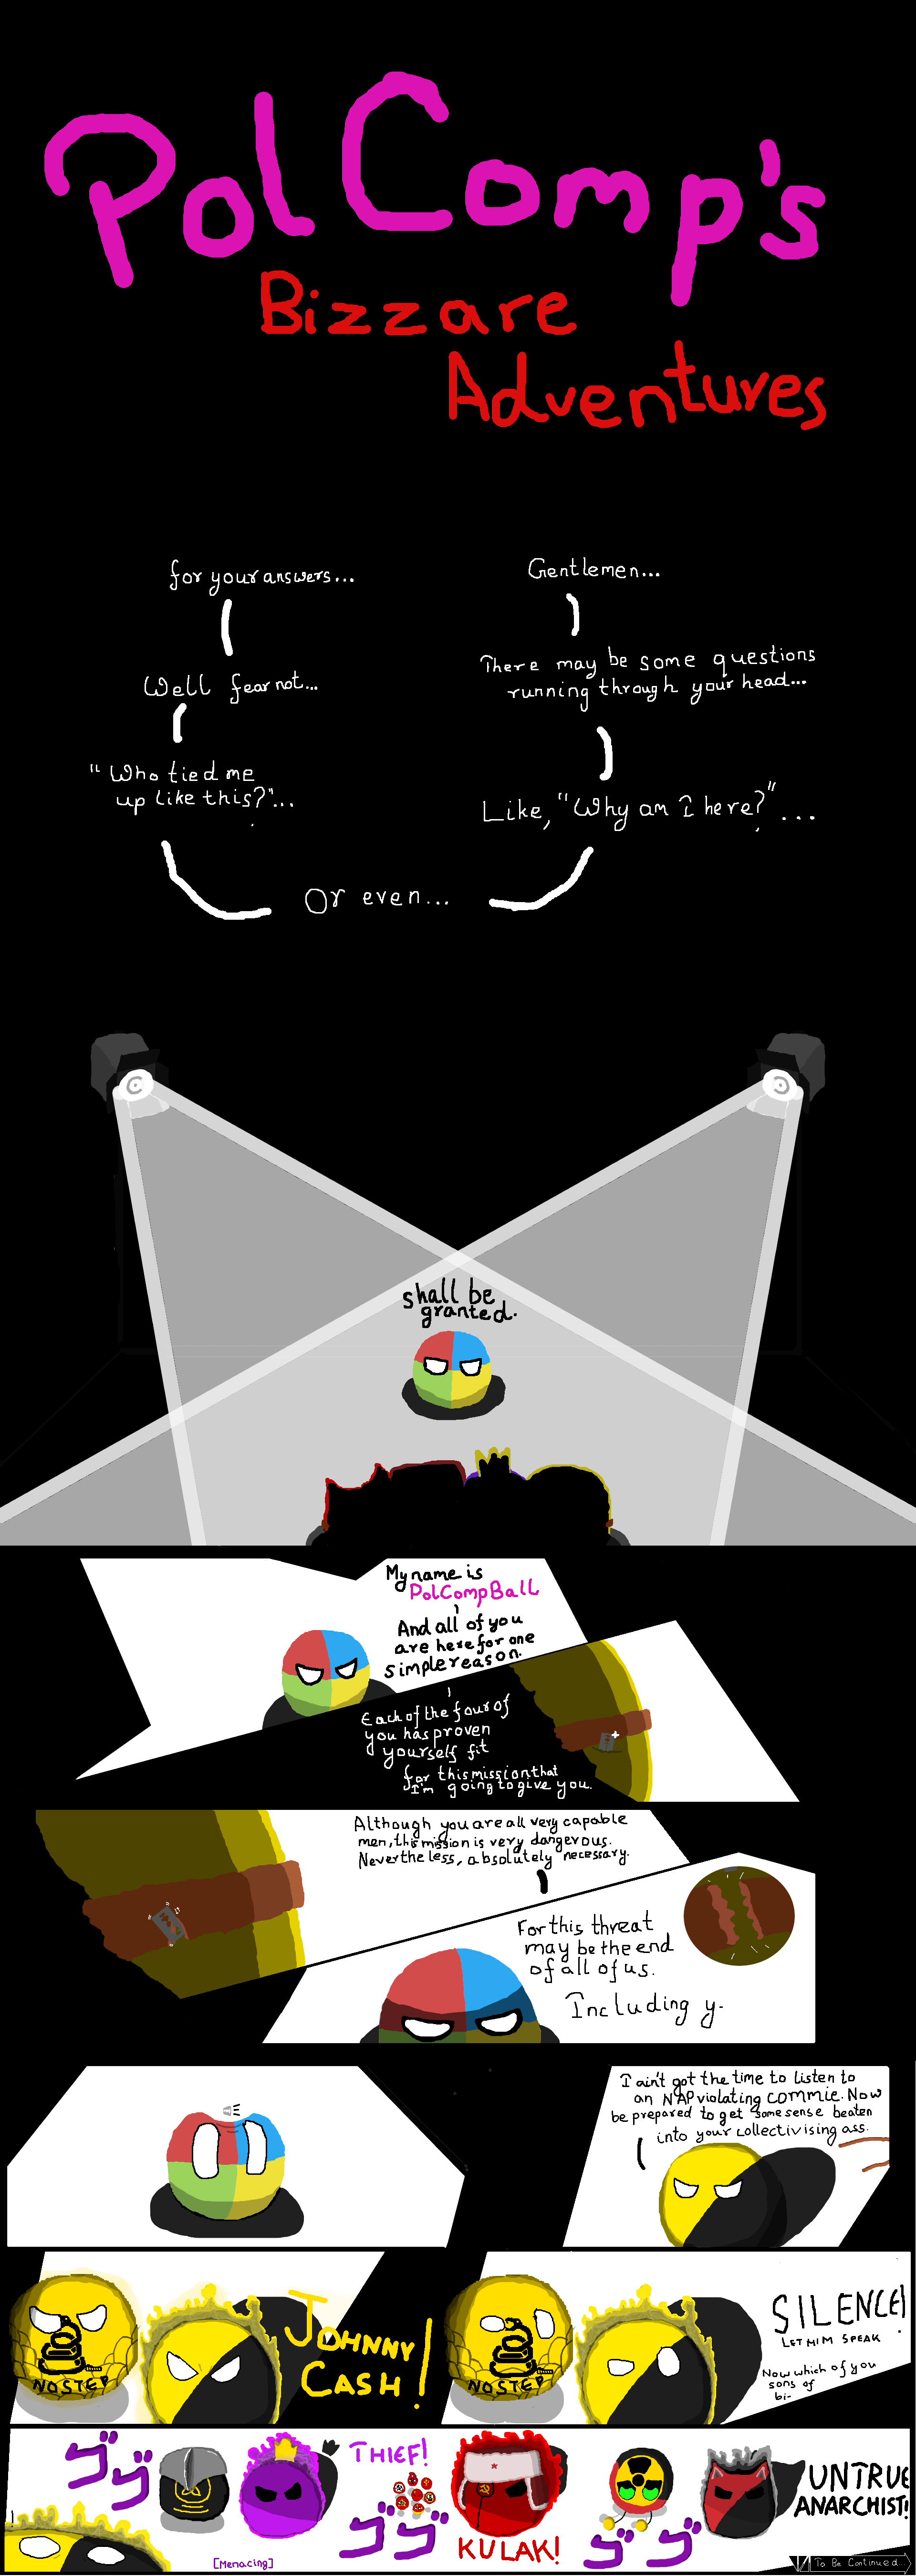 PolComp's
Bizzare
Adventures
Gentlemen...
There may be some questions
running through your head...
Like, "Why am I here?"...
Or even...
"Who tied me
up like this?"...
Well fear not...
for your answers...
shall be
granted.
My name is
PolCompBall
And all of you
are here for one
simple reason.
Each of the four of
you has proven
yourself fit
for this mission that
I'm going to give you.
Although you are all very capable
men, this mission is very dangerous.
Nevertheless, absolutely necessary.
For this threat
may be the end
of all of us.
Including y-
I ain't got the time to listen to
an NAP violating commie. Now
be prepared to get some sense beaten
into your collectivising ass.
NO STEP
JOHNNY
CASH!
NO STEP
SILENCE!
LET HIM SPEAK
Now which of you
sons of
bi-
ゴゴ
THIEF!
ゴゴ
KULAK!
ゴゴ
UNTRUE
ANARCHIST!
[Menacing]
To Be Continued